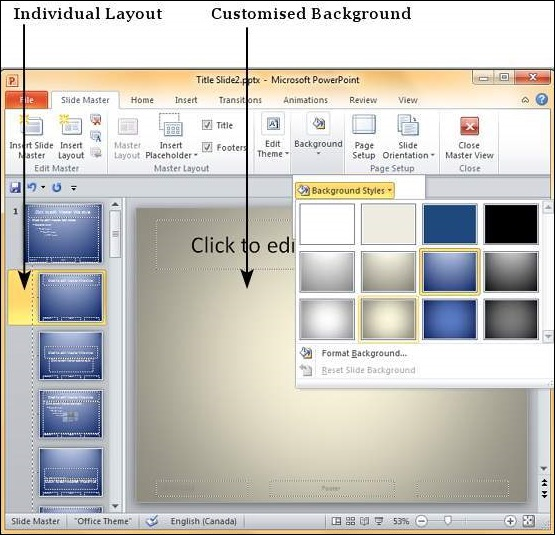 Individual Layout Customised Background
Title Slide2.pptx - Microsoft PowerPoint
File Slide Master Home Insert Transitions Animations Review View
Insert Slide Master
Insert Layout
Edit Master
Master Layout
Insert Placeholder
Title
Footers
Master Layout
Edit Theme
Background
Page Setup
Slide Orientation
Page Setup
Close Master View
Close
Background Styles
Format Background...
Reset Slide Background
1
Click to edi
Footer
Slide Master "Office Theme" English (Canada) 53%